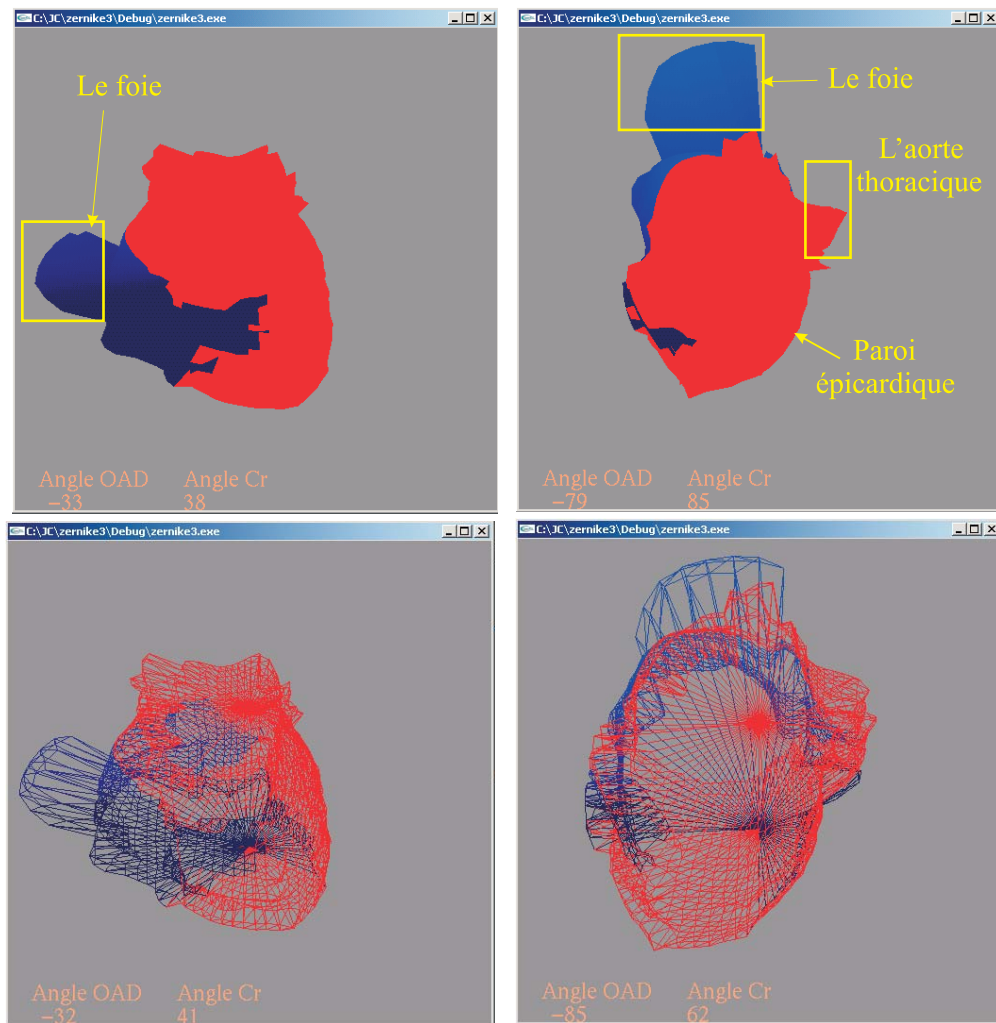 C:\JC\zernike3\Debug\zernike3.exe
Le foie
Angle OAD Angle Cr
−33 38
C:\JC\zernike3\Debug\zernike3.exe
Le foie
L'aorte
thoracique
Paroi
épicardique
Angle OAD Angle Cr
−79 85
C:\JC\zernike3\Debug\zernike3.exe
Angle OAD Angle Cr
−32 41
C:\JC\zernike3\Debug\zernike3.exe
Angle OAD Angle Cr
−85 62